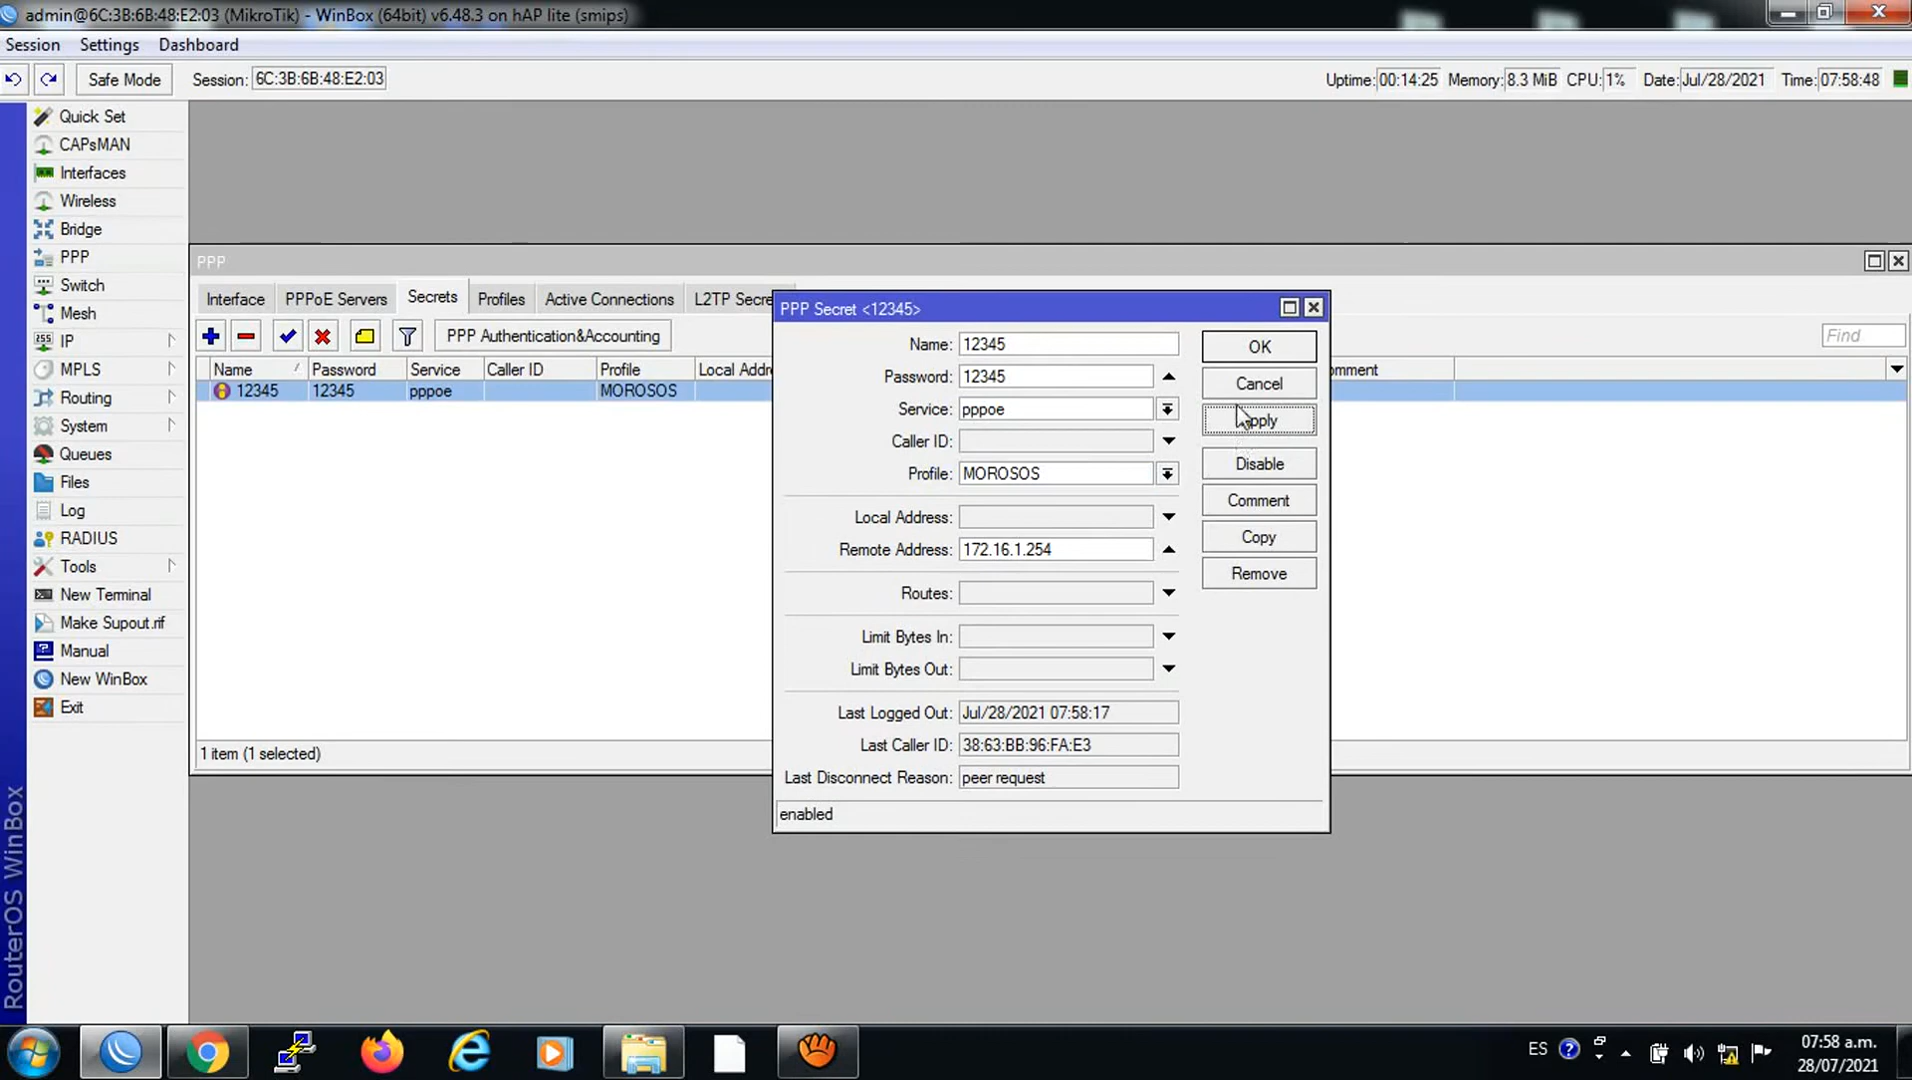 admin@6C:3B:6B:48:E2:03 (MikroTik) - WinBox (64bit) v6.48.3 on hAP lite (smips)
Session Settings Dashboard
Safe Mode Session: 6C:3B:6B:48:E2:03 Uptime: 00:14:25 Memory: 8.3 MiB CPU: 1% Date: Jul/28/2021 Time: 07:58:48
Quick Set
CAPsMAN
Interfaces
Wireless
Bridge
PPP
Switch
Mesh
255 IP
MPLS
Routing
System
Queues
Files
Log
RADIUS
Tools
New Terminal
Make Supout.rif
Manual
New WinBox
Exit
RouterOS WinBox
PPP
Interface PPPoE Servers Secrets Profiles Active Connections L2TP Secre
PPP Authentication&Accounting Find
Name Password Service Caller ID Profile Local Addre omment
12345 12345 pppoe MOROSOS
1 item (1 selected)
PPP Secret <12345>
Name: 12345
Password: 12345
Service: pppoe
Caller ID:
Profile: MOROSOS
Local Address:
Remote Address: 172.16.1.254
Routes:
Limit Bytes In:
Limit Bytes Out:
Last Logged Out: Jul/28/2021 07:58:17
Last Caller ID: 38:63:BB:96:FA:E3
Last Disconnect Reason: peer request
enabled
OK
Cancel
pply
Disable
Comment
Copy
Remove
ES
07:58 a.m.
28/07/2021